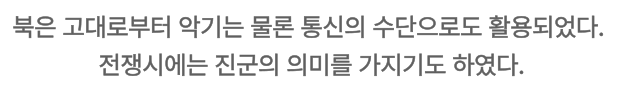 북은 고대로부터 악기는 물론 통신의 수단으로도 활용되었다.
전쟁시에는 진군의 의미를 가지기도 하였다.